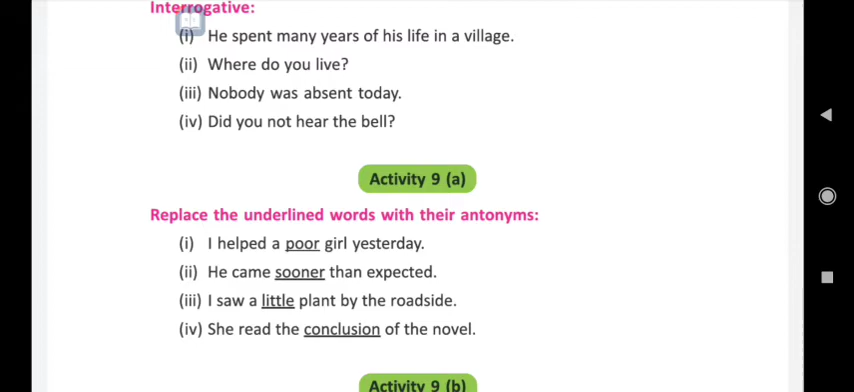 Interrogative:
(i) He spent many years of his life in a village.
(ii) Where do you live?
(iii) Nobody was absent today.
(iv) Did you not hear the bell?
Activity 9 (a)
Replace the underlined words with their antonyms:
(i) I helped a poor girl yesterday.
(ii) He came sooner than expected.
(iii) I saw a little plant by the roadside.
(iv) She read the conclusion of the novel.
Activity 9 (b)